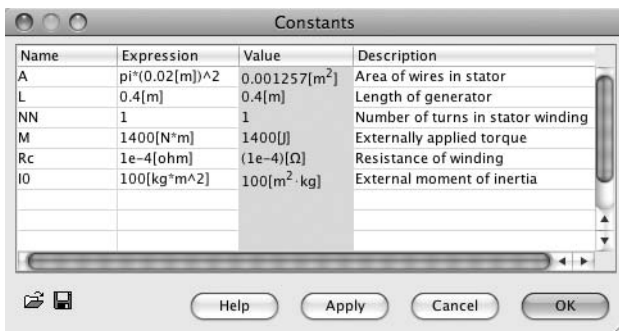 Constants
Name Expression Value Description
A pi*(0.02[m])^2 0.001257[m²] Area of wires in stator
L 0.4[m] 0.4[m] Length of generator
NN 1 1 Number of turns in stator winding
M 1400[N*m] 1400[J] Externally applied torque
Rc 1e-4[ohm] (1e-4)[Ω] Resistance of winding
I0 100[kg*m^2] 100[m²·kg] External moment of inertia
Help Apply Cancel OK